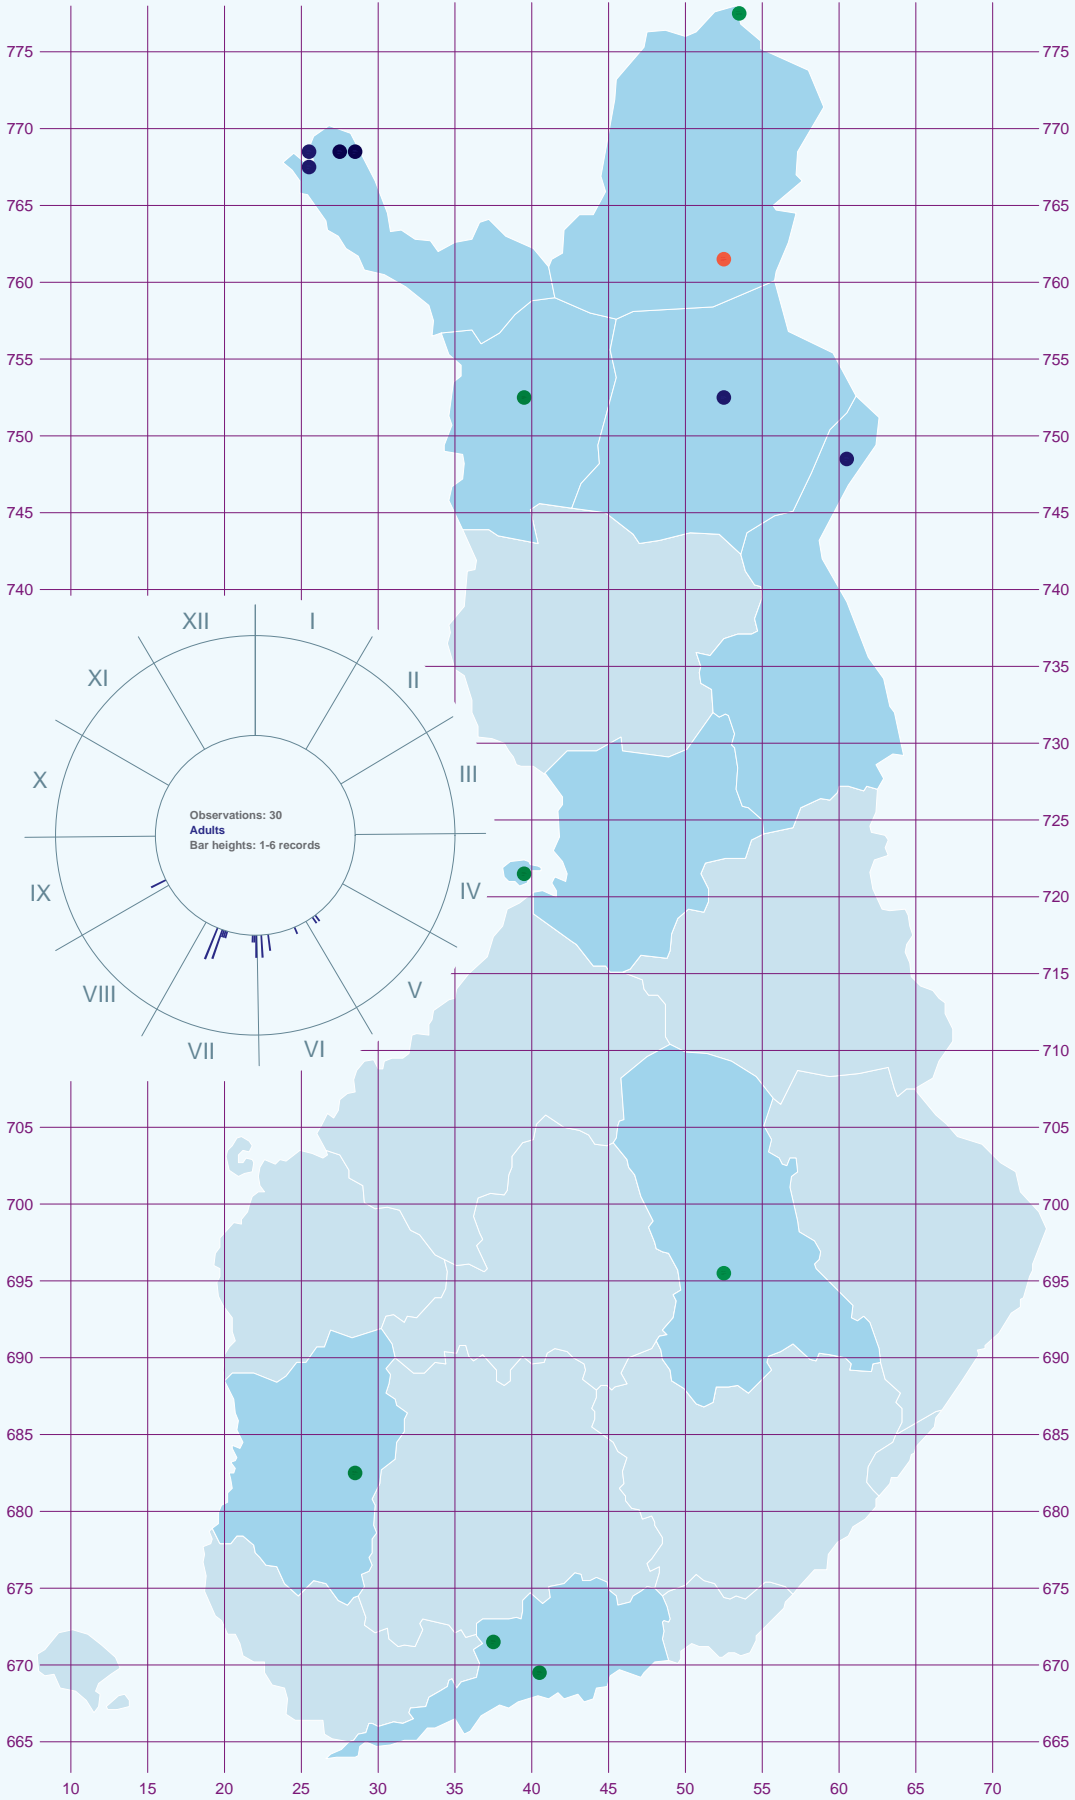 775 775
770 770
765 765
760 760
755 755
750 750
745 745
740 740
XII I
XI II
735
730
X III
Observations: 30
725
Adults
Bar heights: 1-6 records
IX IV
720
VIII V
715
VII VI
710
705 705
700 700
695 695
690 690
685 685
680 680
675 675
670 670
665 665
10 15 20 25 30 35 40 45 50 55 60 65 70